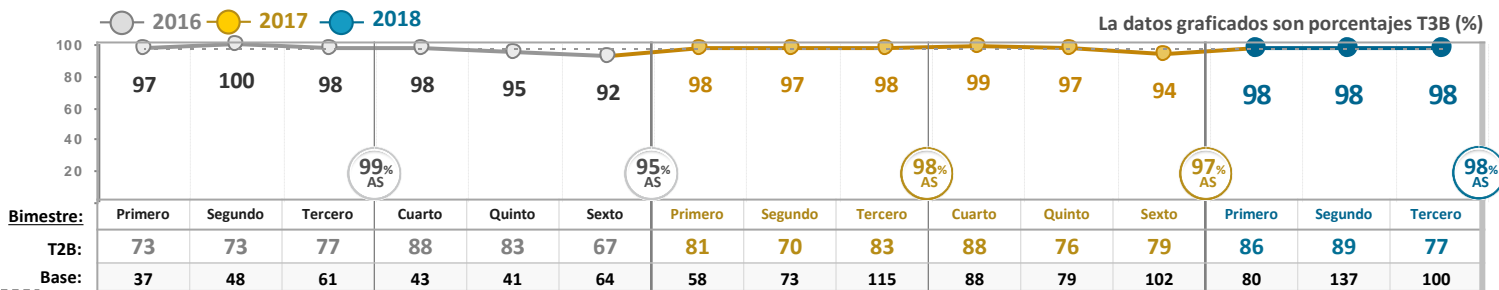 2016 2017 2018 La datos graficados son porcentajes T3B (%)
100
80
60
40
20
97 100 98 98 95 92 98 97 98 99 97 94 98 98 98
99% AS 95% AS 98% AS 97% AS 98% AS
Bimestre: Primero Segundo Tercero Cuarto Quinto Sexto Primero Segundo Tercero Cuarto Quinto Sexto Primero Segundo Tercero
T2B: 73 73 77 88 83 67 81 70 83 88 76 79 86 89 77
Base: 37 48 61 43 41 64 58 73 115 88 79 102 80 137 100